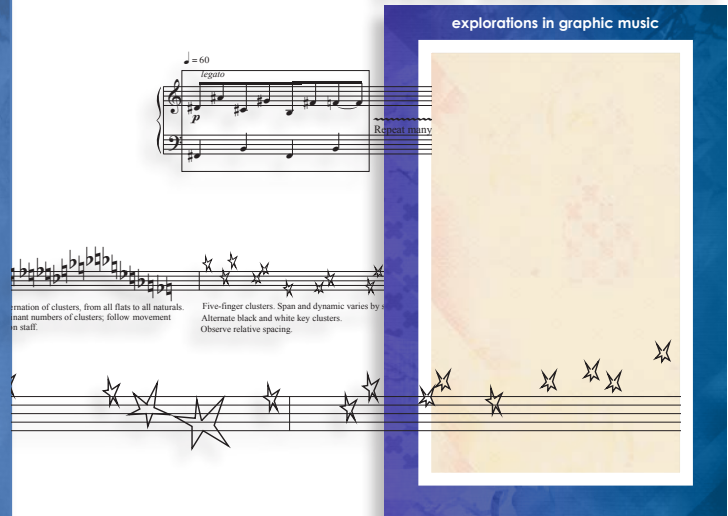 explorations in graphic music
= 60
legato
p
Repeat many
ernation of clusters, from all flats to all naturals.
nant numbers of clusters; follow movement
on staff.
Five-finger clusters. Span and dynamic varies by s
Alternate black and white key clusters.
Observe relative spacing.